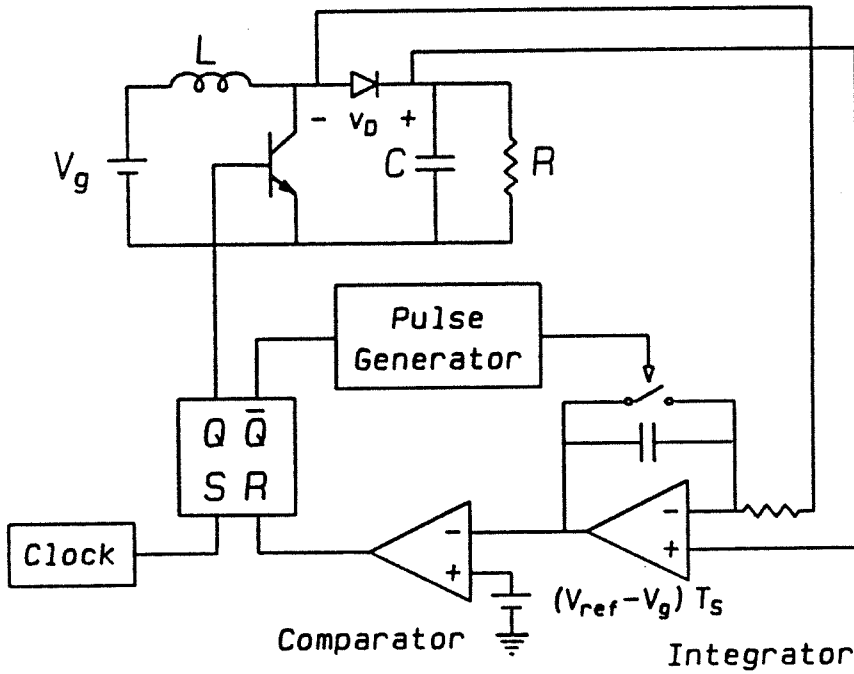 L
- v_D +
V_g
C
R
Pulse
Generator
Q Q̅
S R
Clock
-
+
-
+
(V_ref-V_g) T_S
Comparator
Integrator